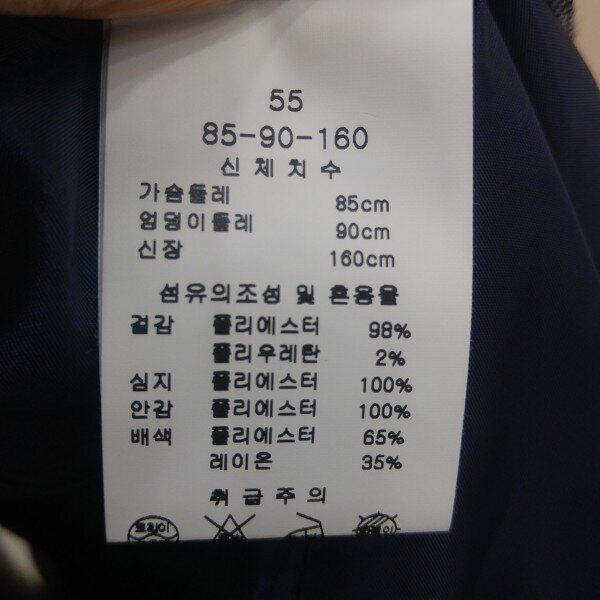 55
85-90-160
신체치수
가슴둘레 85cm
엉덩이둘레 90cm
신장 160cm
섬유의조성 및 혼용율
겉감 폴리에스터 98%
폴리우레탄 2%
심지 폴리에스터 100%
안감 폴리에스터 100%
배색 폴리에스터 65%
레이온 35%
취급주의
드라이